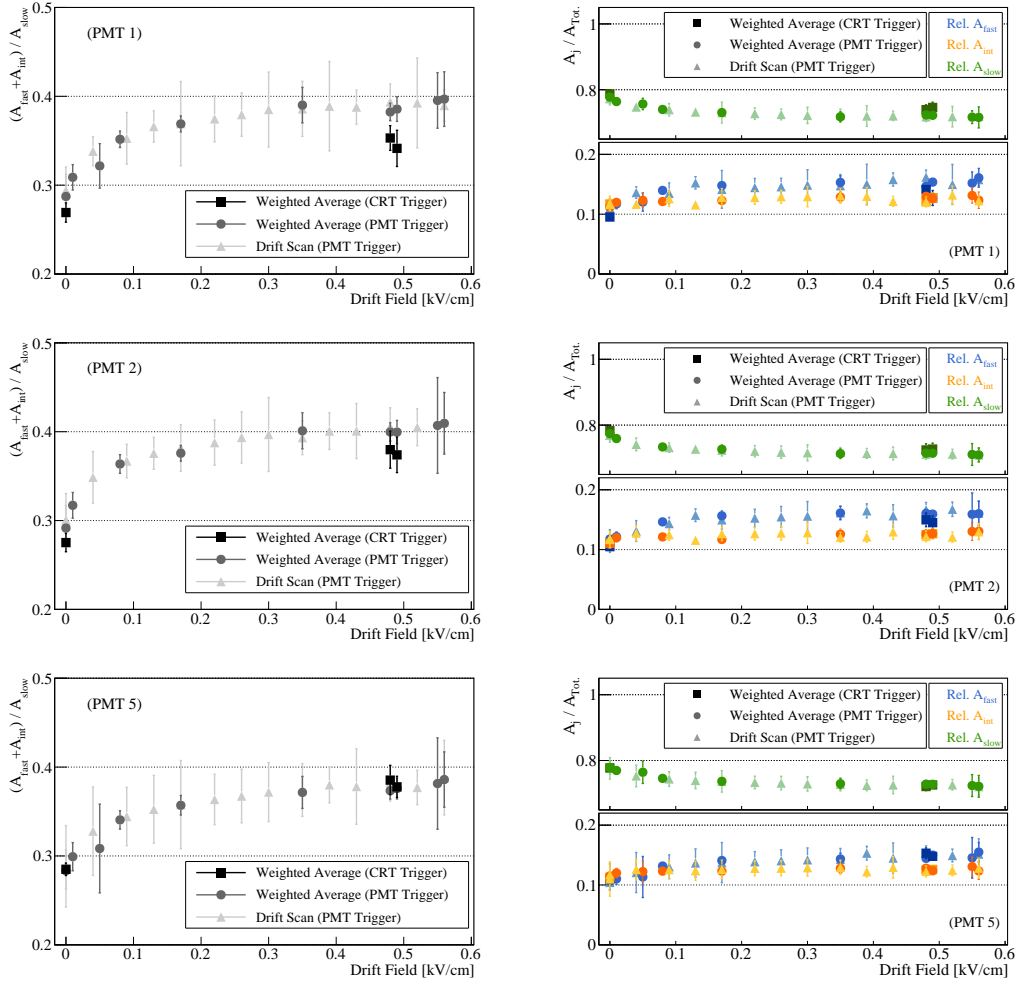 (A_fast +A_int) / A_slow
0.5
0.4
0.3
0.2
(PMT 1)
Weighted Average (CRT Trigger)
Weighted Average (PMT Trigger)
Drift Scan (PMT Trigger)
0 0.1 0.2 0.3 0.4 0.5 0.6
Drift Field [kV/cm]
A_j / A_Tot.
1
0.8
0.2
0.1
Weighted Average (CRT Trigger)
Weighted Average (PMT Trigger)
Drift Scan (PMT Trigger)
Rel. A_fast
Rel. A_int
Rel. A_slow
(PMT 1)
0 0.1 0.2 0.3 0.4 0.5 0.6
Drift Field [kV/cm]
(A_fast +A_int) / A_slow
0.5
0.4
0.3
0.2
(PMT 2)
Weighted Average (CRT Trigger)
Weighted Average (PMT Trigger)
Drift Scan (PMT Trigger)
0 0.1 0.2 0.3 0.4 0.5 0.6
Drift Field [kV/cm]
A_j / A_Tot.
1
0.8
0.2
0.1
Weighted Average (CRT Trigger)
Weighted Average (PMT Trigger)
Drift Scan (PMT Trigger)
Rel. A_fast
Rel. A_int
Rel. A_slow
(PMT 2)
0 0.1 0.2 0.3 0.4 0.5 0.6
Drift Field [kV/cm]
(A_fast +A_int) / A_slow
0.5
0.4
0.3
0.2
(PMT 5)
Weighted Average (CRT Trigger)
Weighted Average (PMT Trigger)
Drift Scan (PMT Trigger)
0 0.1 0.2 0.3 0.4 0.5 0.6
Drift Field [kV/cm]
A_j / A_Tot.
1
0.8
0.2
0.1
Weighted Average (CRT Trigger)
Weighted Average (PMT Trigger)
Drift Scan (PMT Trigger)
Rel. A_fast
Rel. A_int
Rel. A_slow
(PMT 5)
0 0.1 0.2 0.3 0.4 0.5 0.6
Drift Field [kV/cm]